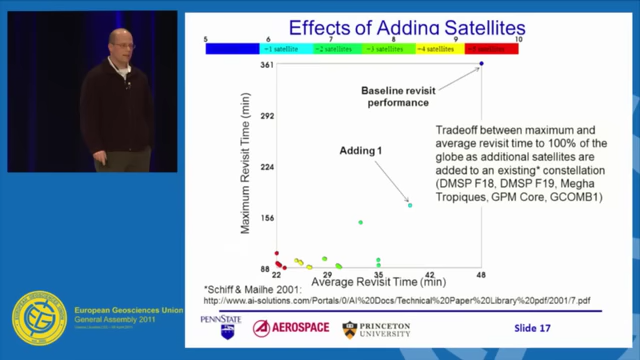 Effects of Adding Satellites
5 6 7 8 9 10
~1 satellite ~2 satellites ~3 satellites ~4 satellites
361
292
224
156
88
Maximum Revisit Time (min)
Baseline revisit
performance
Adding 1
Tradeoff between maximum and
average revisit time to 100% of the
globe as additional satellites are
added to an existing* constellation
(DMSP F18, DMSP F19, Megha
Tropiques, GPM Core, GCOMB1)
22 29 35 42 48
Average Revisit Time (min)
*Schiff & Mailhe 2001:
http://www.ai-solutions.com/Portals/0/AI%20Docs/Technical%20Paper%20Library%20pdf/2001/7.pdf
European Geosciences Union
General Assembly 2011
PENNSTATE
AEROSPACE
PRINCETON
UNIVERSITY
Slide 17